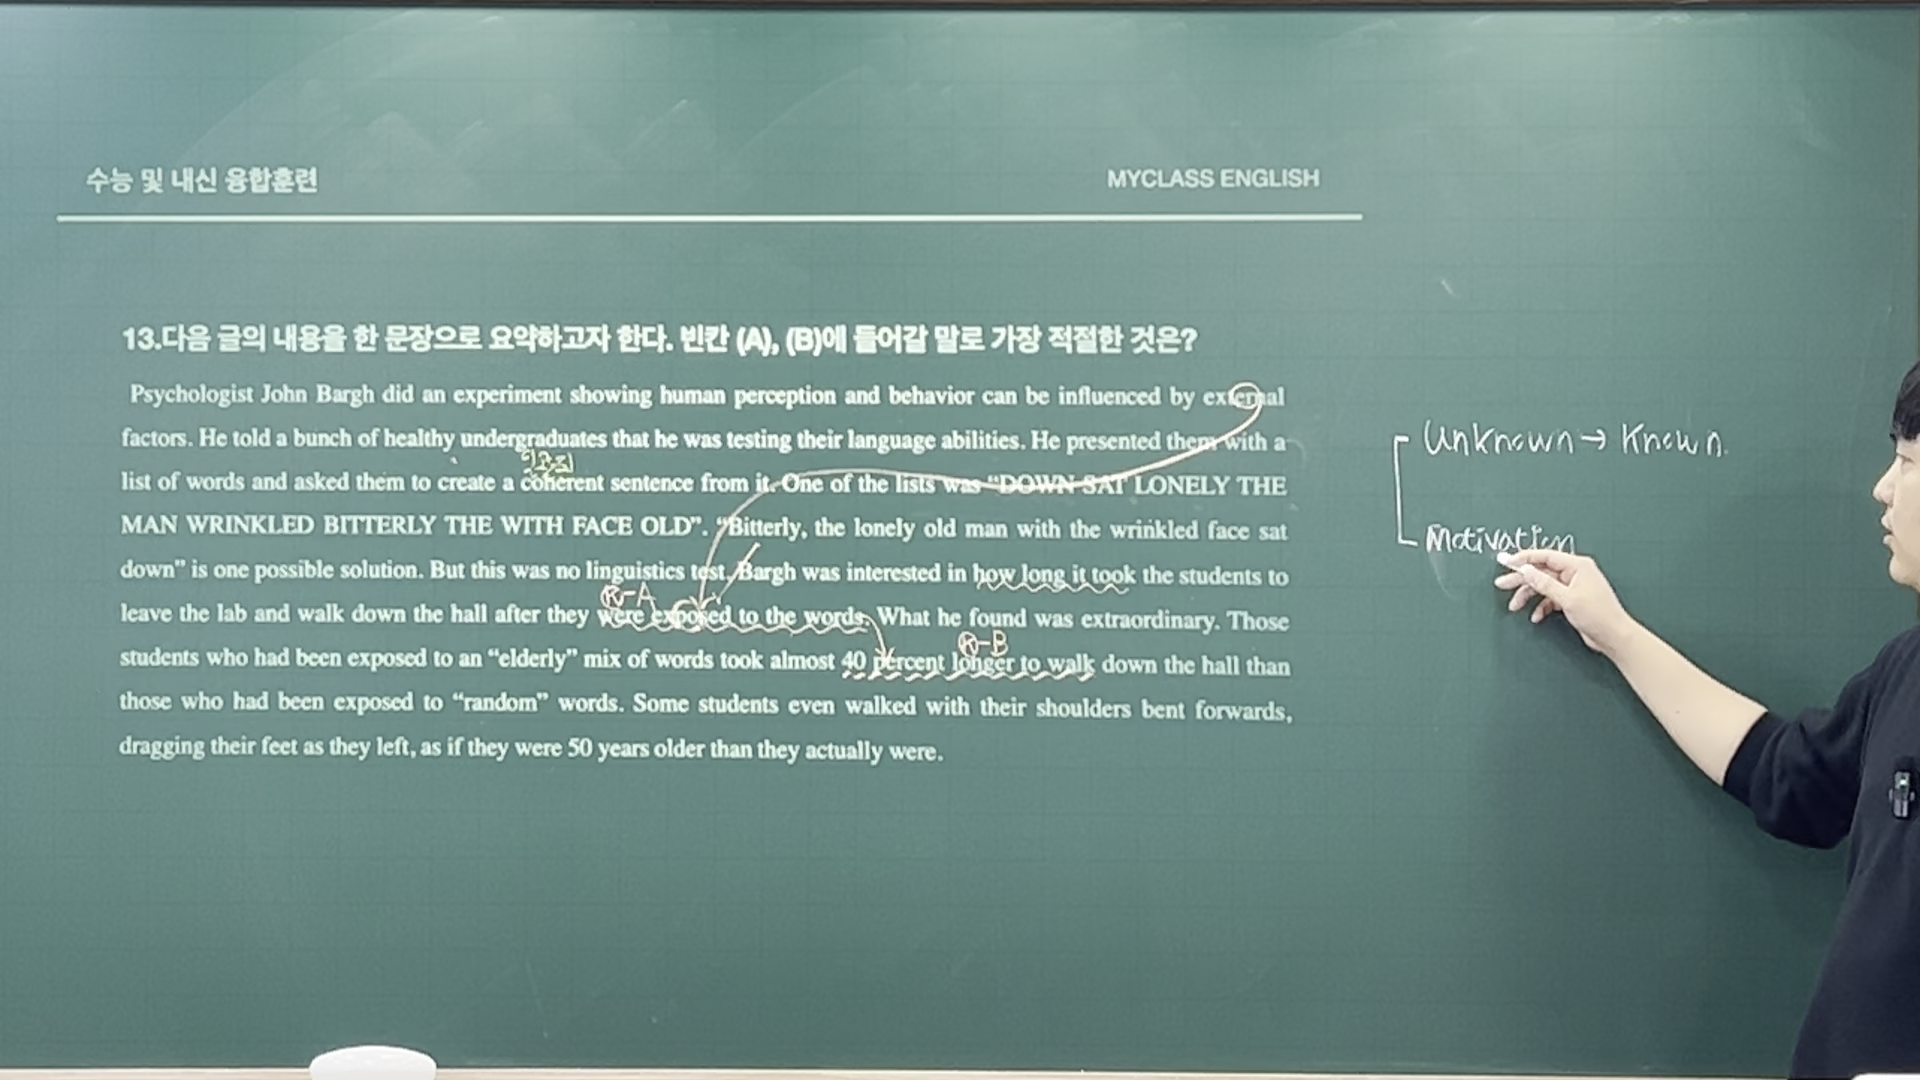 수능 및 내신 융합훈련
MYCLASS ENGLISH
13.다음 글의 내용을 한 문장으로 요약하고자 한다. 빈칸 (A), (B)에 들어갈 말로 가장 적절한 것은?
Psychologist John Bargh did an experiment showing human perception and behavior can be influenced by external
factors. He told a bunch of healthy undergraduates that he was testing their language abilities. He presented them with a
list of words and asked them to create a coherent sentence from it. One of the lists was “DOWN SAT LONELY THE
MAN WRINKLED BITTERLY THE WITH FACE OLD”. “Bitterly, the lonely old man with the wrinkled face sat
down” is one possible solution. But this was no linguistics test. Bargh was interested in how long it took the students to
leave the lab and walk down the hall after they were exposed to the words. What he found was extraordinary. Those
students who had been exposed to an “elderly” mix of words took almost 40 percent longer to walk down the hall than
those who had been exposed to “random” words. Some students even walked with their shoulders bent forwards,
dragging their feet as they left, as if they were 50 years older than they actually were.
K-A
K-B
Unknown → Known
Motivation